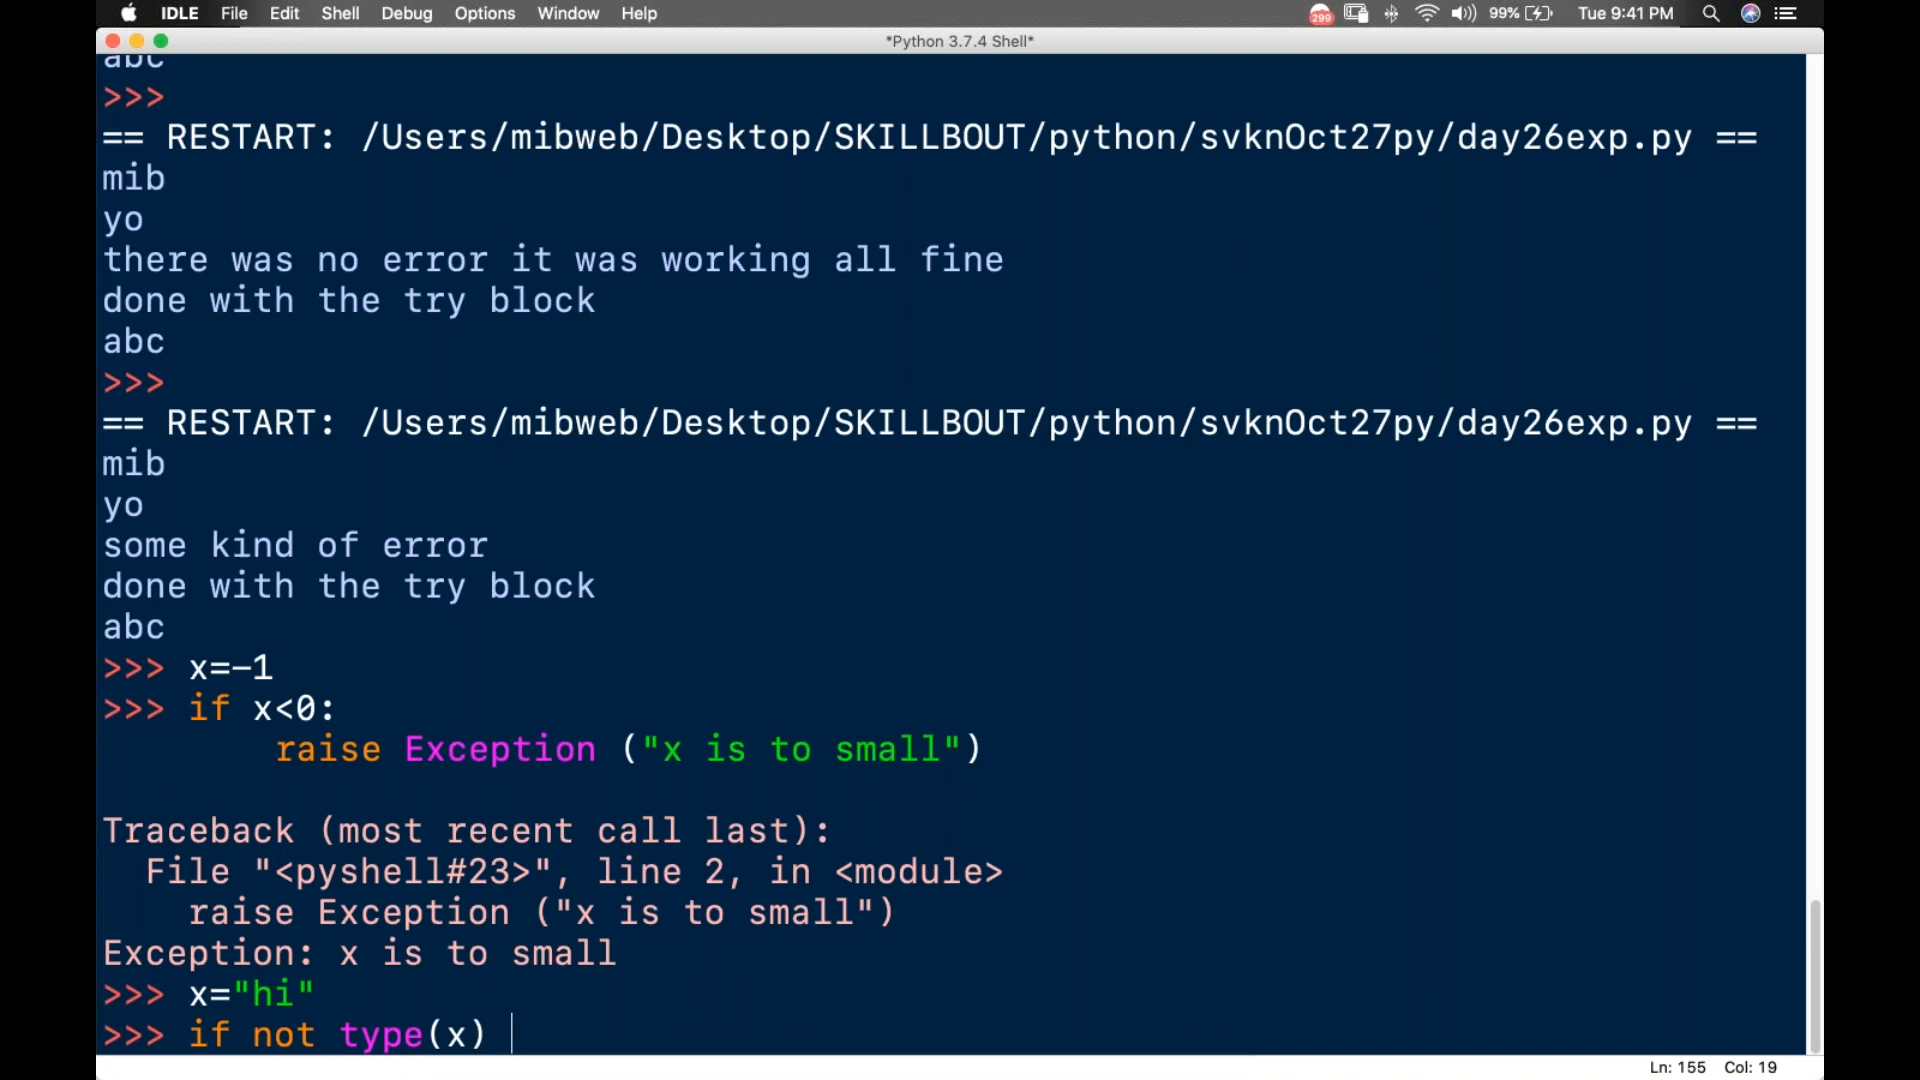 IDLE File Edit Shell Debug Options Window Help 299 99% Tue 9:41 PM
*Python 3.7.4 Shell*
abc
>>>
== RESTART: /Users/mibweb/Desktop/SKILLBOUT/python/svknOct27py/day26exp.py ==
mib
yo
there was no error it was working all fine
done with the try block
abc
>>>
== RESTART: /Users/mibweb/Desktop/SKILLBOUT/python/svknOct27py/day26exp.py ==
mib
yo
some kind of error
done with the try block
abc
>>> x=-1
>>> if x<0:
        raise Exception ("x is to small")
Traceback (most recent call last):
  File "<pyshell#23>", line 2, in <module>
    raise Exception ("x is to small")
Exception: x is to small
>>> x="hi"
>>> if not type(x)
Ln: 155 Col: 19